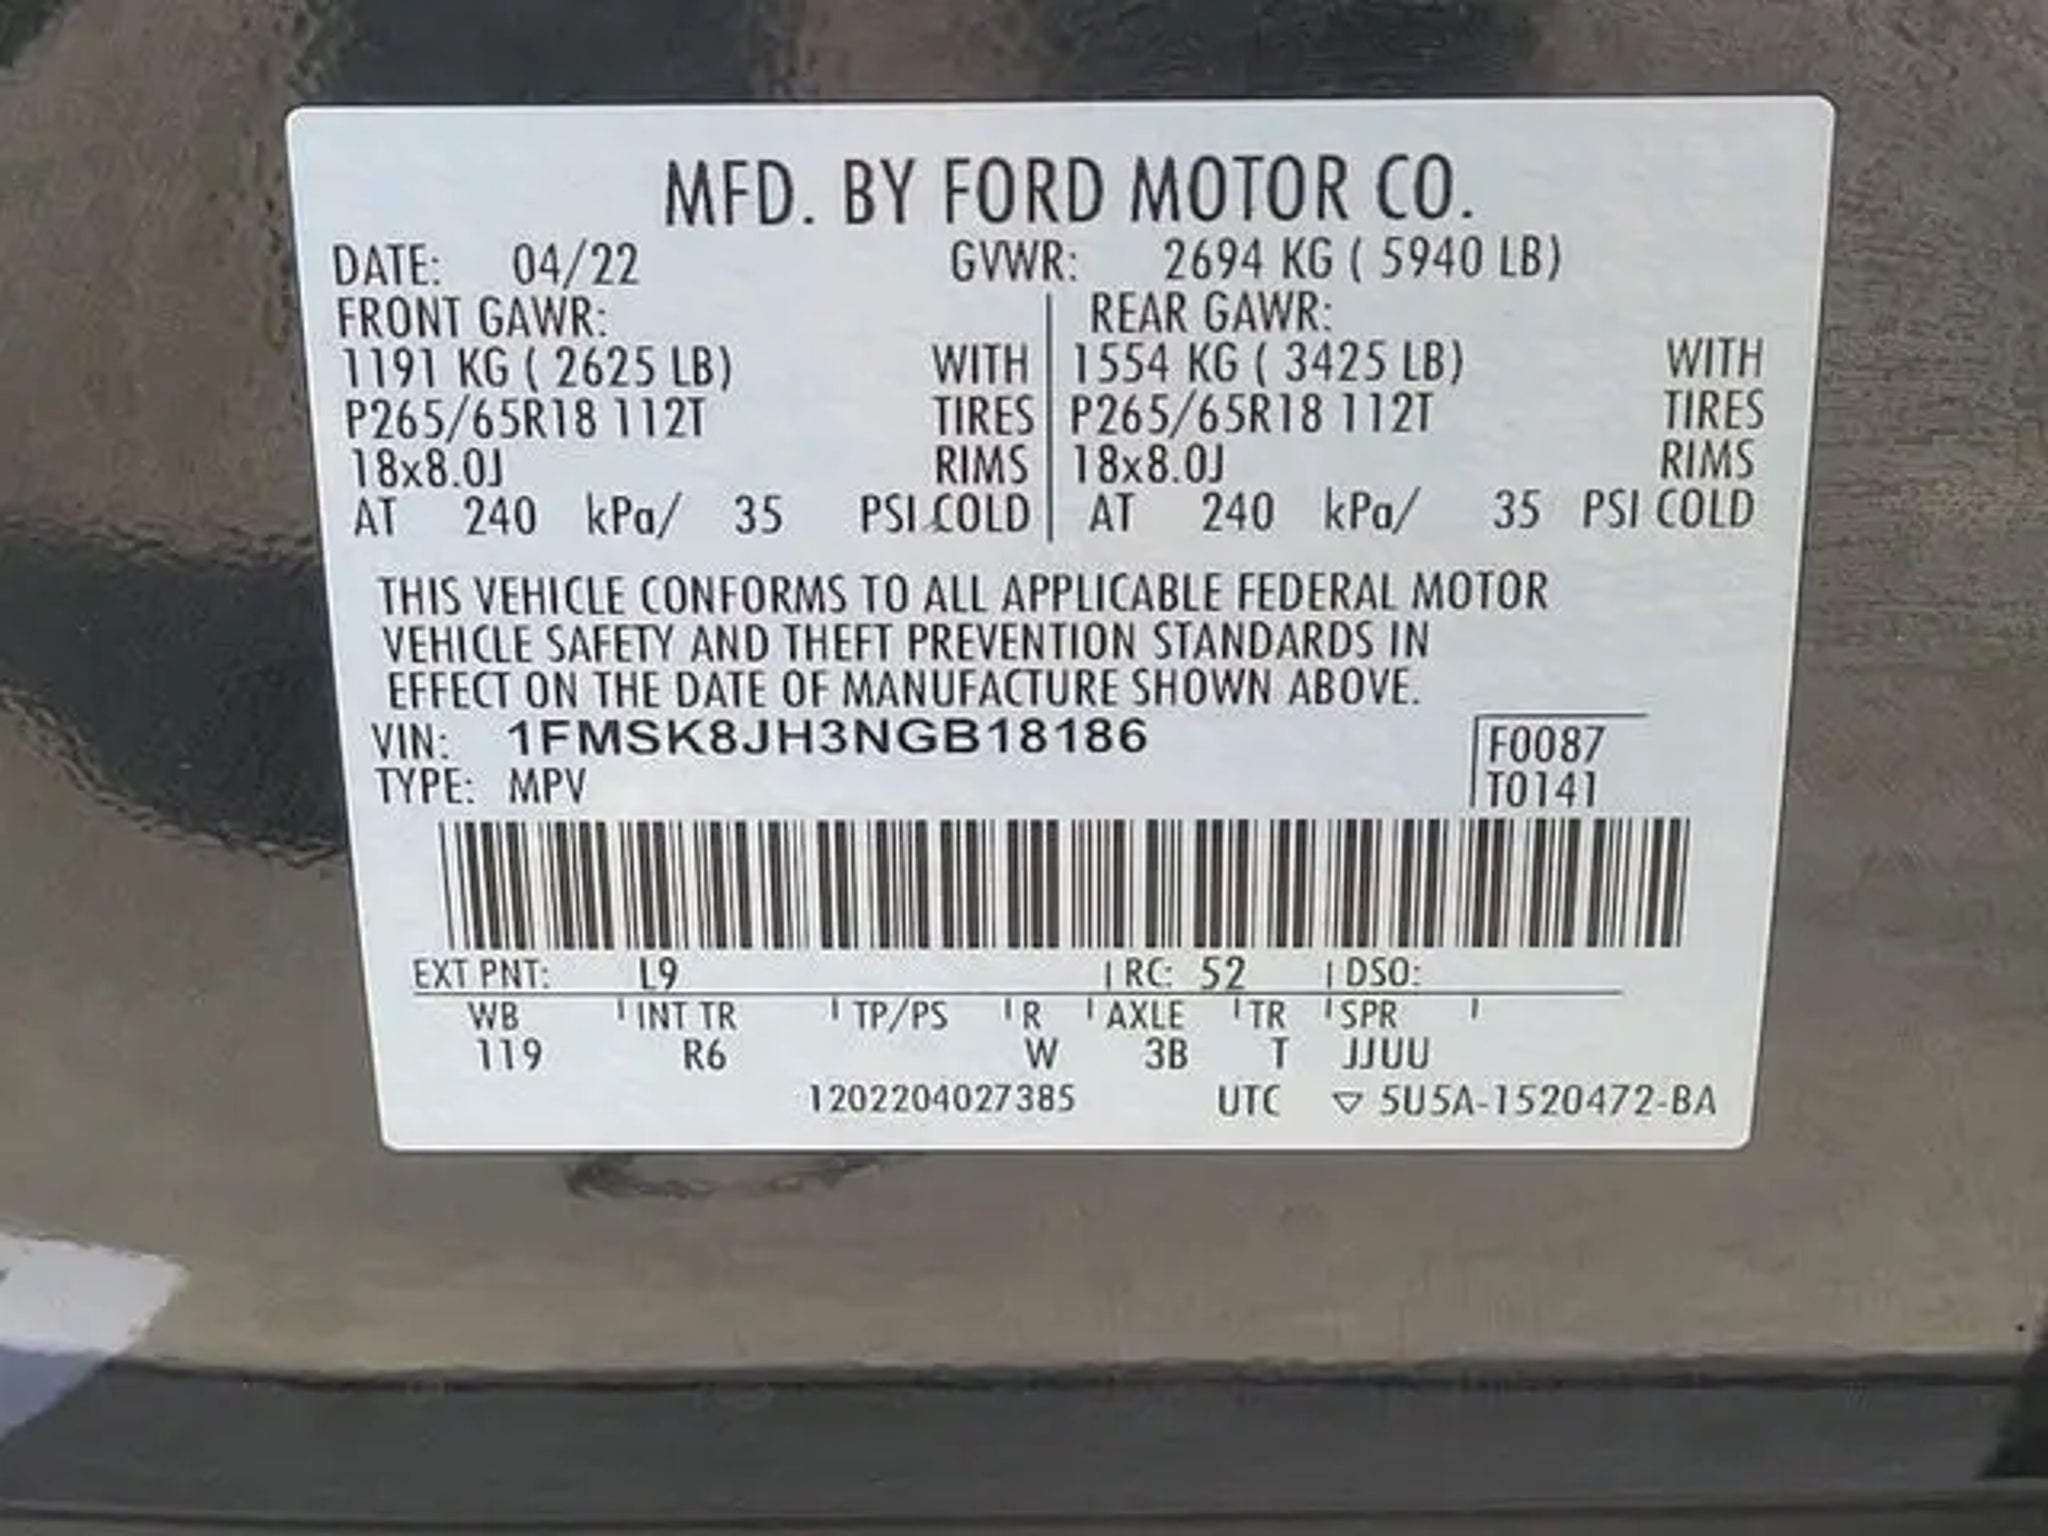 MFD. BY FORD MOTOR CO.
DATE: 04/22 GVWR: 2694 KG ( 5940 LB)
FRONT GAWR: REAR GAWR:
1191 KG ( 2625 LB) WITH 1554 KG ( 3425 LB) WITH
P265/65R18 112T TIRES P265/65R18 112T TIRES
18x8.0J RIMS 18x8.0J RIMS
AT 240 kPa/ 35 PSI COLD AT 240 kPa/ 35 PSI COLD
THIS VEHICLE CONFORMS TO ALL APPLICABLE FEDERAL MOTOR
VEHICLE SAFETY AND THEFT PREVENTION STANDARDS IN
EFFECT ON THE DATE OF MANUFACTURE SHOWN ABOVE.
VIN: 1FMSK8JH3NGB18186 F0087
TYPE: MPV T0141
EXT PNT: L9 RC: 52 DSO:
WB INT TR TP/PS R AXLE TR SPR
119 R6 W 3B T JJUU
1202204027385 UTC ▽ 5U5A-1520472-BA